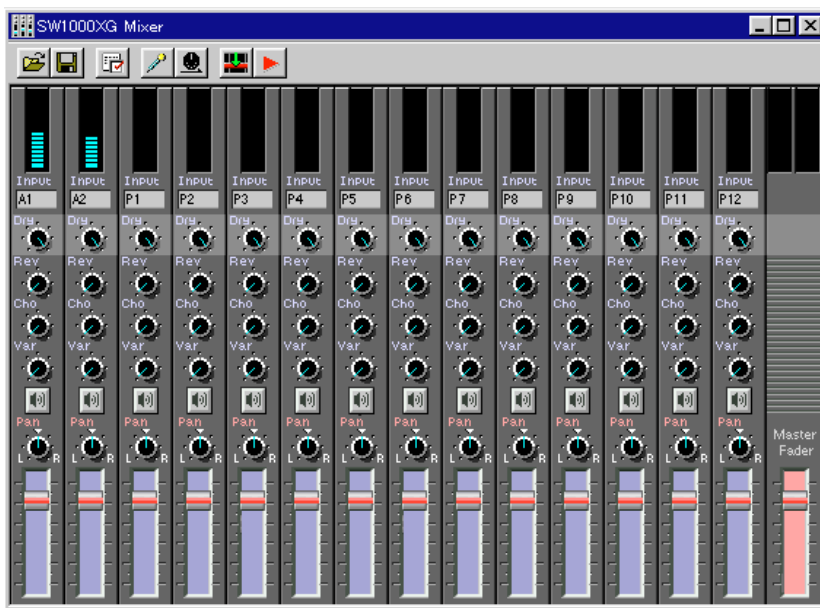 SW1000XG Mixer
Input Input Input Input Input Input Input Input Input Input Input Input Input Input
A1 A2 P1 P2 P3 P4 P5 P6 P7 P8 P9 P10 P11 P12
Dry Dry Dry Dry Dry Dry Dry Dry Dry Dry Dry Dry Dry Dry
Rev Rev Rev Rev Rev Rev Rev Rev Rev Rev Rev Rev Rev Rev
Cho Cho Cho Cho Cho Cho Cho Cho Cho Cho Cho Cho Cho Cho
Var Var Var Var Var Var Var Var Var Var Var Var Var Var
Pan Pan Pan Pan Pan Pan Pan Pan Pan Pan Pan Pan Pan Pan
L R L R L R L R L R L R L R L R L R L R L R L R L R L R
Master
Fader